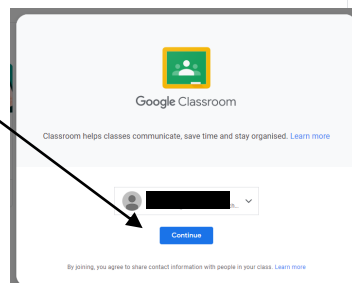 Google Classroom
Classroom helps classes communicate, save time and stay organised. Learn more
Continue
By joining, you agree to share contact information with people in your class. Learn more